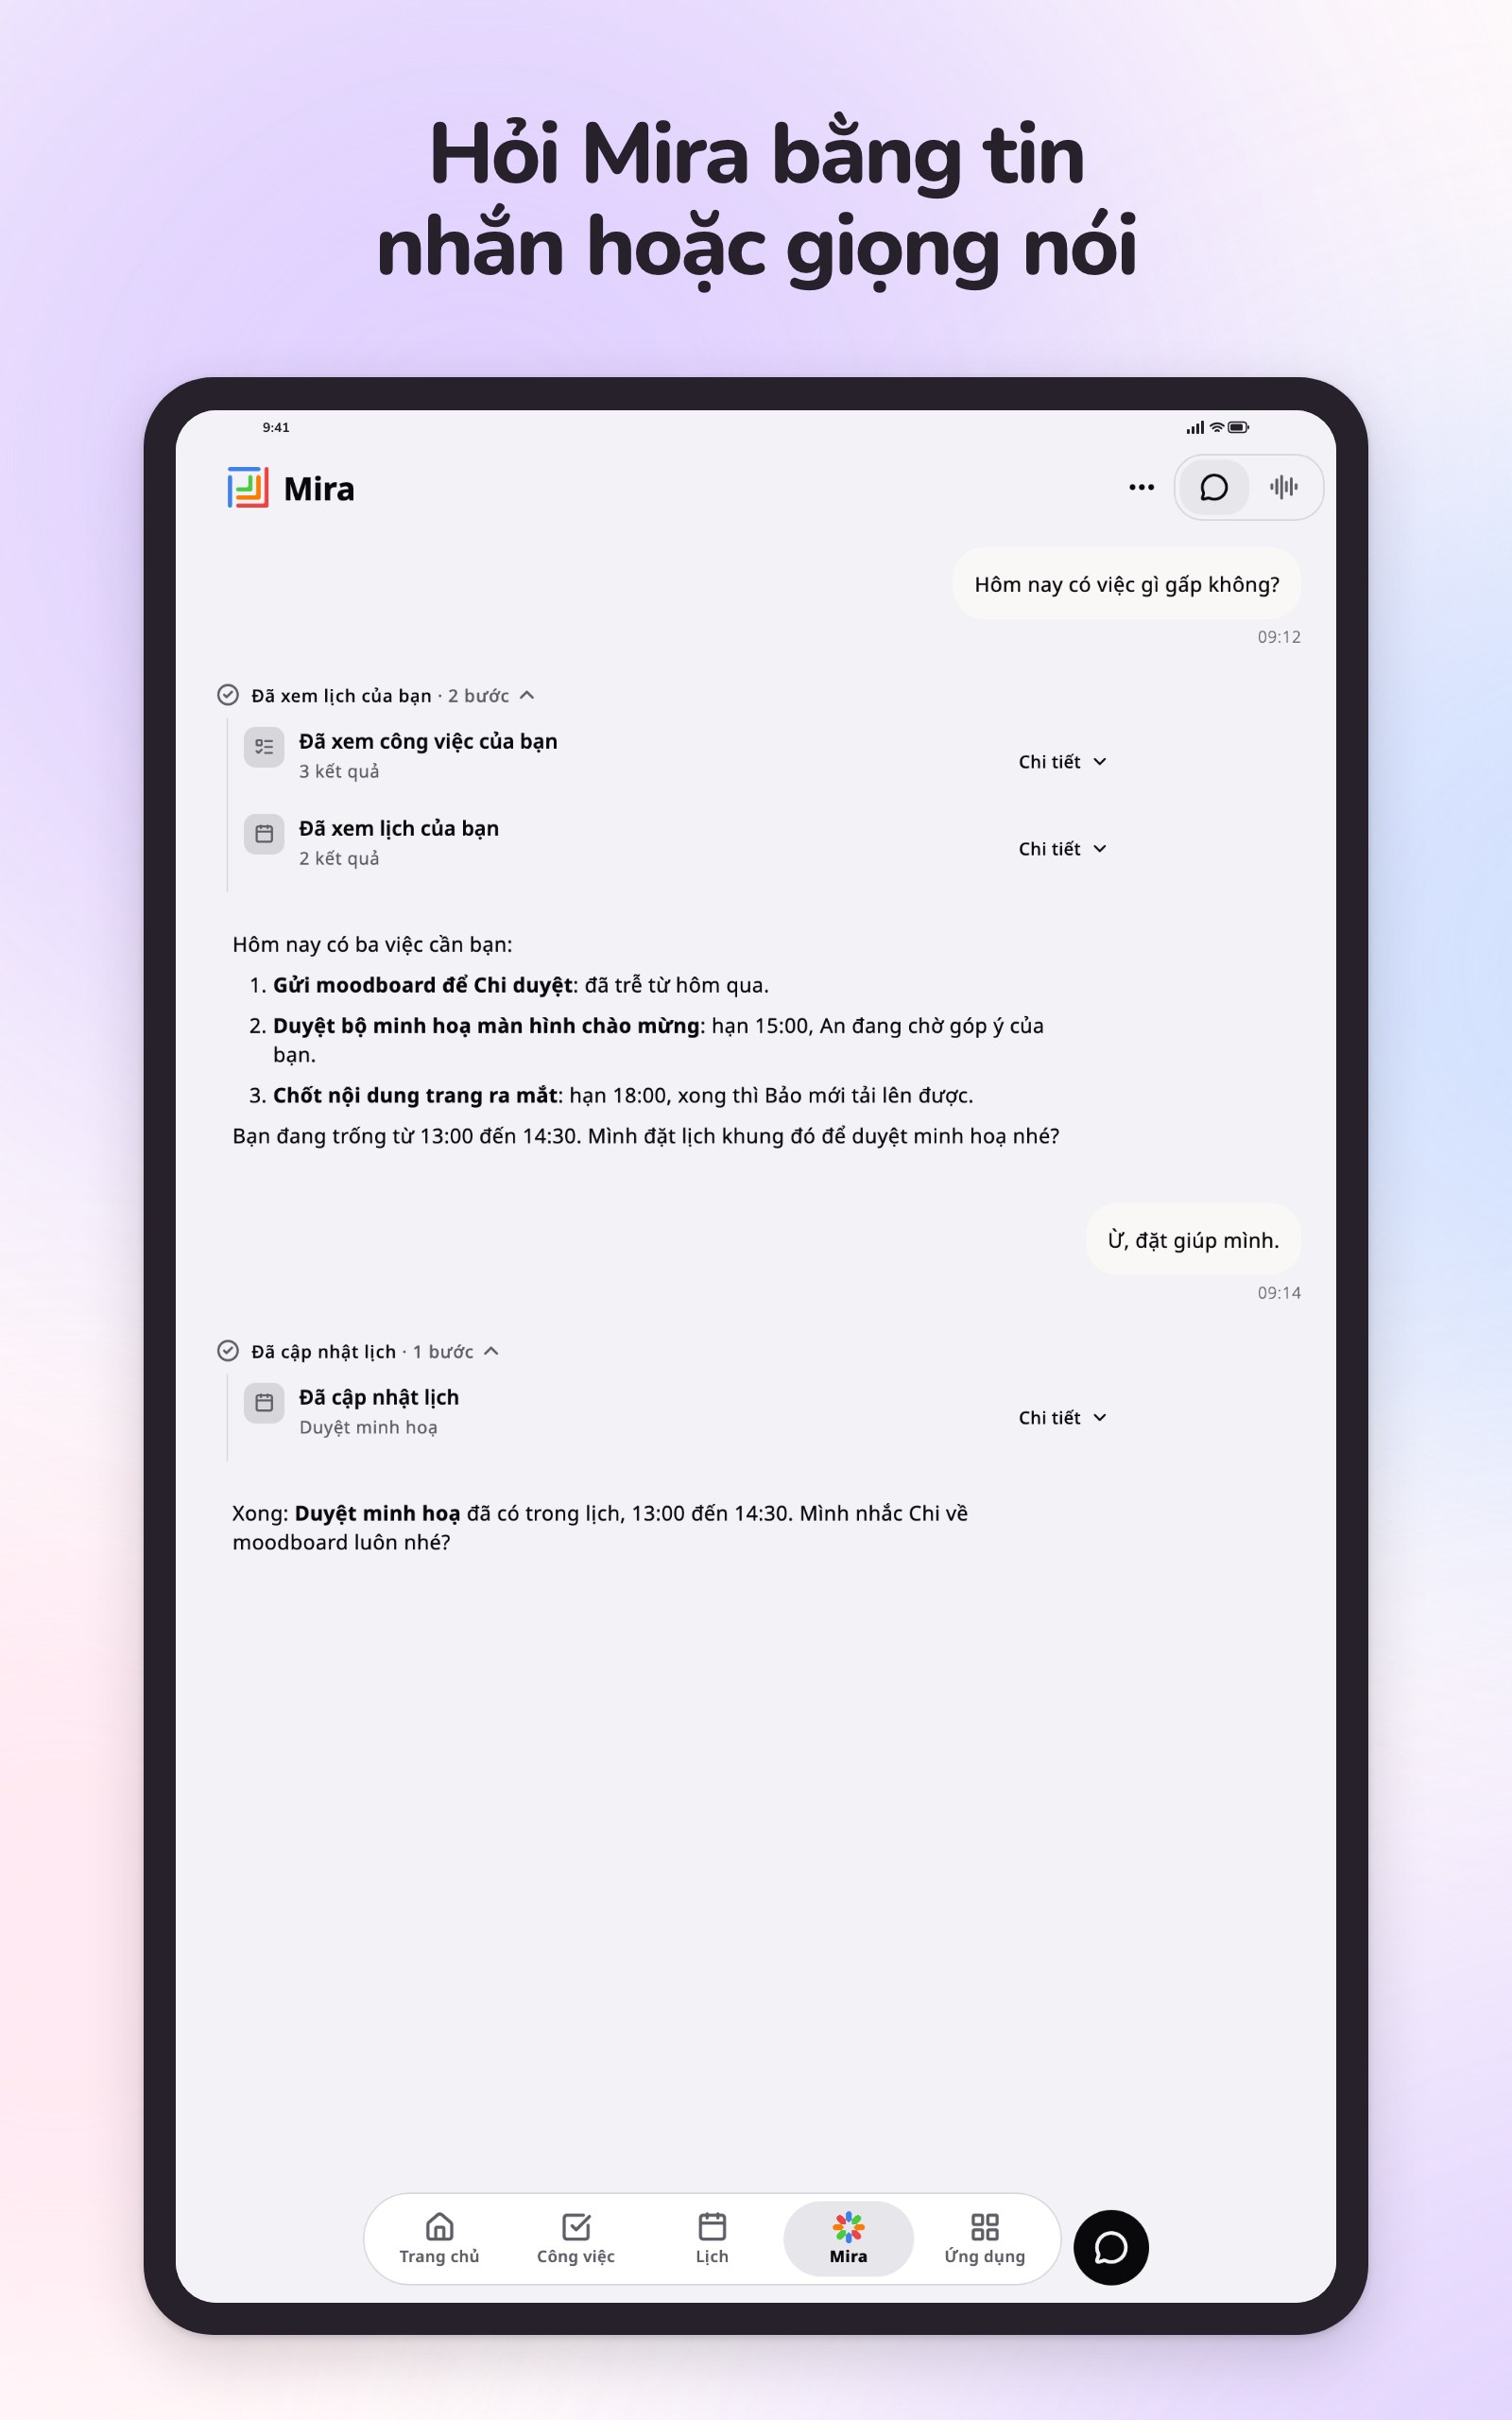 Hỏi Mira bằng tin
nhắn hoặc giọng nói
9:41
Mira
Hôm nay có việc gì gấp không?
09:12
Đã xem lịch của bạn · 2 bước
Đã xem công việc của bạn
3 kết quả
Chi tiết
Đã xem lịch của bạn
2 kết quả
Chi tiết
Hôm nay có ba việc cần bạn:
1. Gửi moodboard để Chi duyệt: đã trễ từ hôm qua.
2. Duyệt bộ minh hoạ màn hình chào mừng: hạn 15:00, An đang chờ góp ý của
bạn.
3. Chốt nội dung trang ra mắt: hạn 18:00, xong thì Bảo mới tải lên được.
Bạn đang trống từ 13:00 đến 14:30. Mình đặt lịch khung đó để duyệt minh hoạ nhé?
Ừ, đặt giúp mình.
09:14
Đã cập nhật lịch · 1 bước
Đã cập nhật lịch
Duyệt minh hoạ
Chi tiết
Xong: Duyệt minh hoạ đã có trong lịch, 13:00 đến 14:30. Mình nhắc Chi về
moodboard luôn nhé?
Trang chủ
Công việc
Lịch
Mira
Ứng dụng